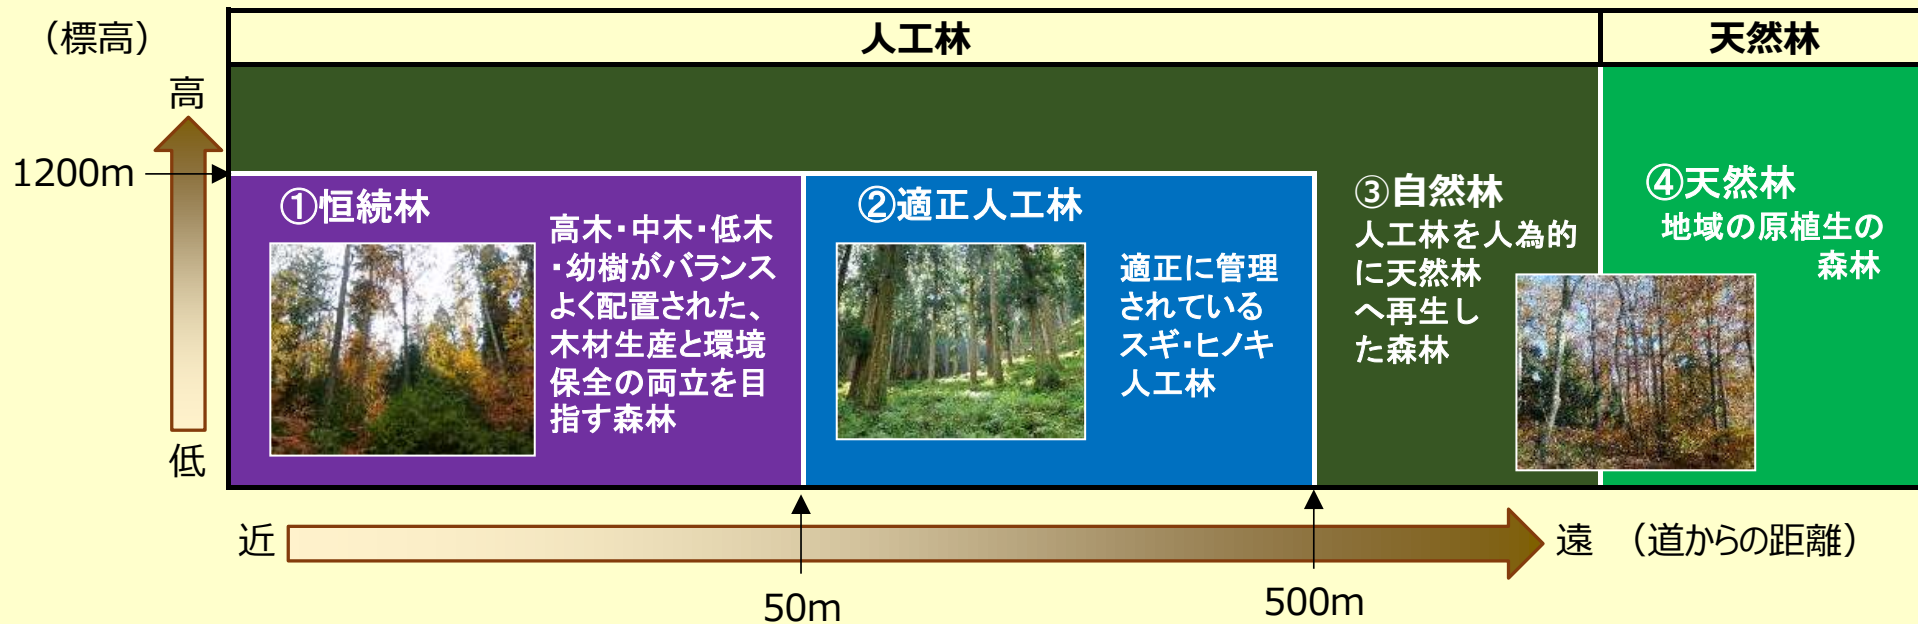 （標高）
人工林
天然林
高
1200m
低
①恒続林
高木・中木・低木
・幼樹がバランス
よく配置された、
木材生産と環境
保全の両立を目
指す森林
②適正人工林
適正に管理
されている
スギ・ヒノキ
人工林
③自然林
人工林を人為的
に天然林
へ再生し
た森林
④天然林
地域の原植生の
森林
近
遠
（道からの距離）
50m
500m